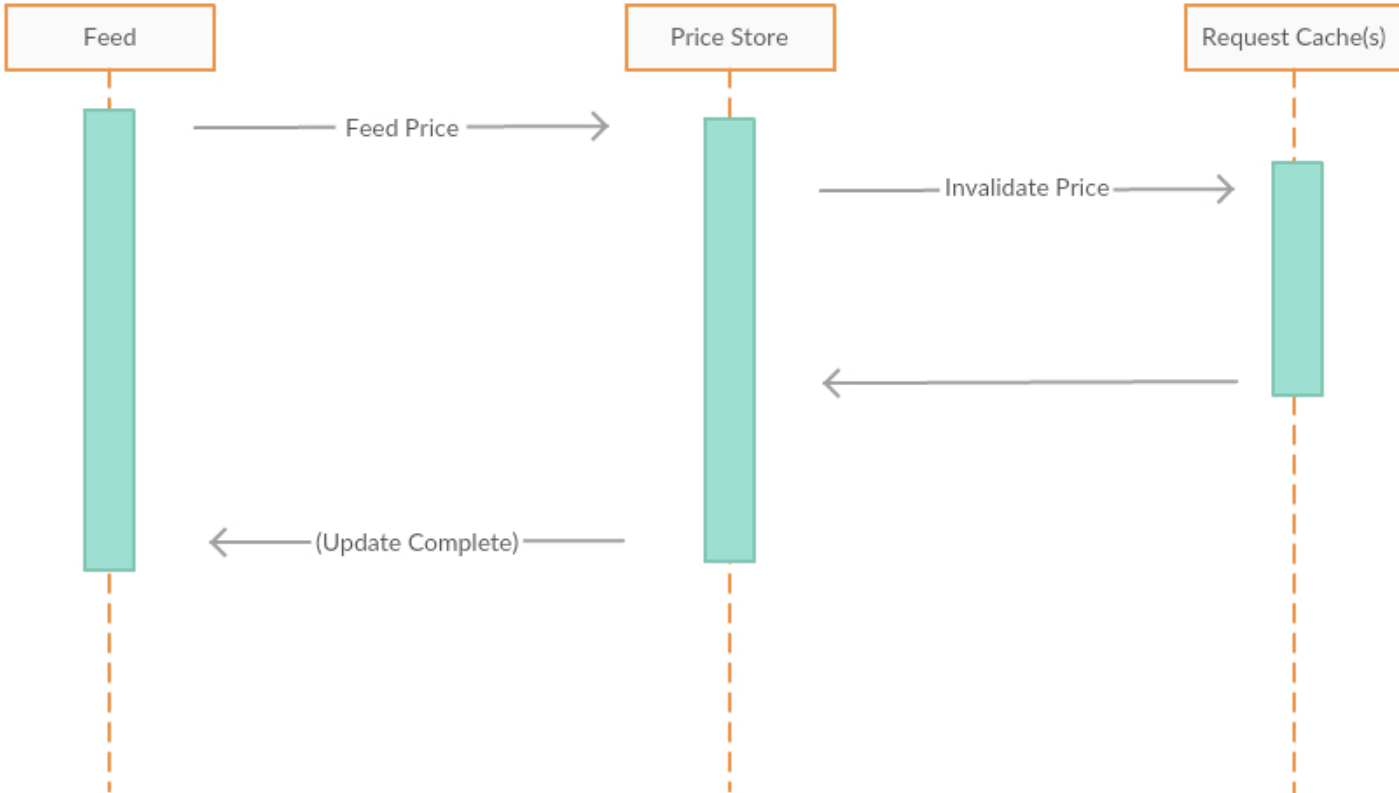 Feed
Price Store
Request Cache(s)
Feed Price
Invalidate Price
(Update Complete)